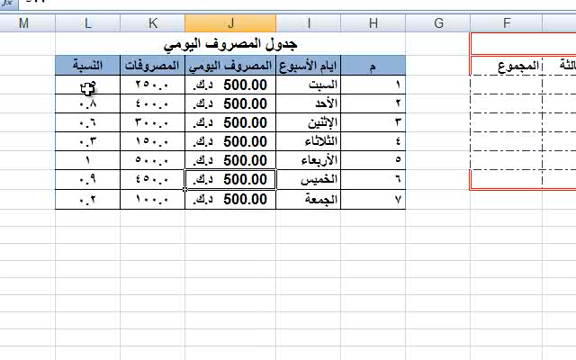 M L K J I H G F
جدول المصروف اليومي
م ايام الأسبوع المصروف اليومي المصروفات النسبة
المجموع
١ السبت 500.00 د.ك. ٢٥٠.٠
٢ الأحد 500.00 د.ك. ٤٠٠.٠ ٠.٨
٣ الإثنين 500.00 د.ك. ٣٠٠.٠ ٠.٦
٤ الثلاثاء 500.00 د.ك. ١٥٠.٠ ٠.٣
٥ الأربعاء 500.00 د.ك. ٥٠٠.٠ ١
٦ الخميس 500.00 د.ك. ٤٥٠.٠ ٠.٩
٧ الجمعة 500.00 د.ك. ١٠٠.٠ ٠.٢